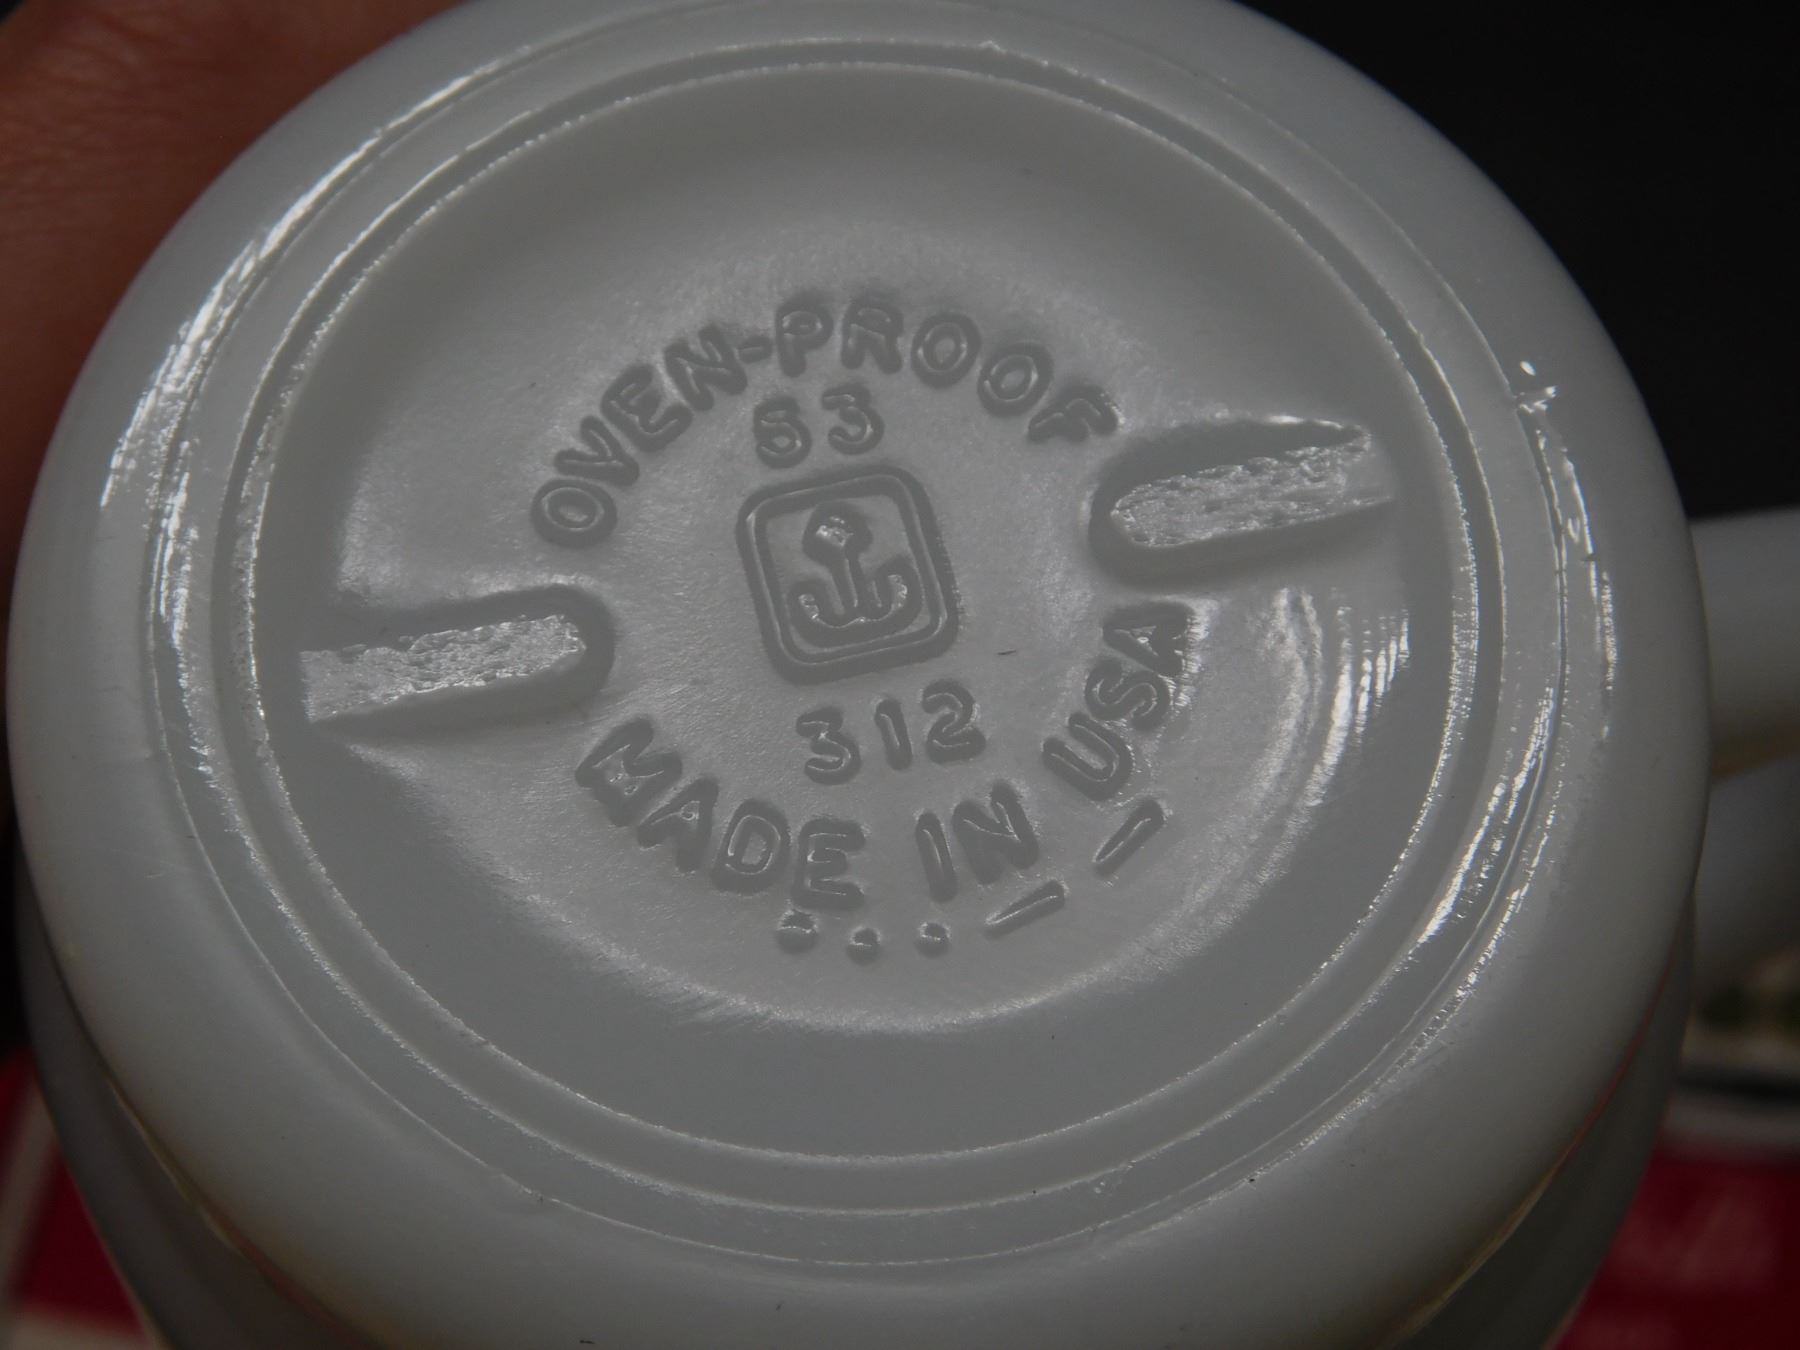 OVEN-PROOF
53
312
MADE IN USA